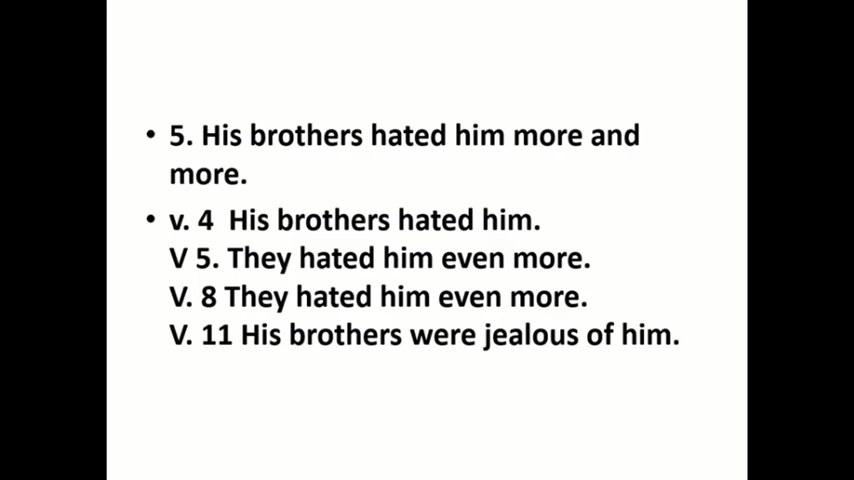 • 5. His brothers hated him more and
more.
• v. 4  His brothers hated him.
V 5. They hated him even more.
V. 8 They hated him even more.
V. 11 His brothers were jealous of him.